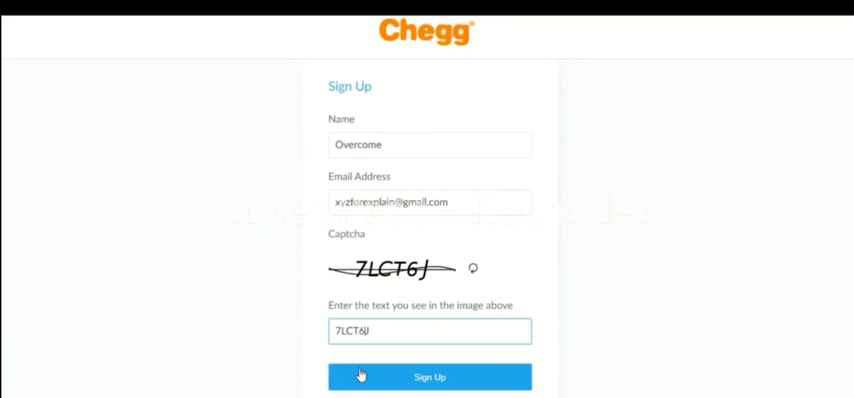 Chegg®
Sign Up
Name
Overcome
Email Address
xyzforexplain@gmail.com
Captcha
7LCT6J
Enter the text you see in the image above
7LCT6J
Sign Up